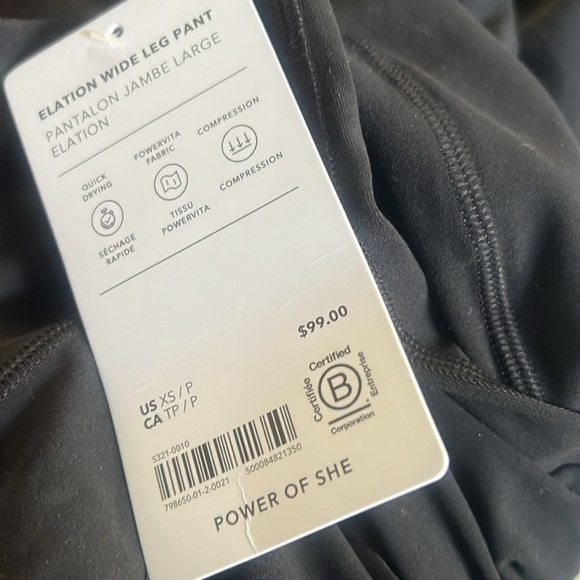 ELATION WIDE LEG PANT
PANTALON JAMBE LARGE
ELATION
QUICK
DRYING
POWERVITA
FABRIC
COMPRESSION
SÉCHAGE
RAPIDE
TISSU
POWERVITA
COMPRESSION
$99.00
Certified
Certifiée
B
Entreprise
Corporation
US XS / P
CA TP / P
S321-0010
798650-01-2-0021
500084821350
POWER OF SHE